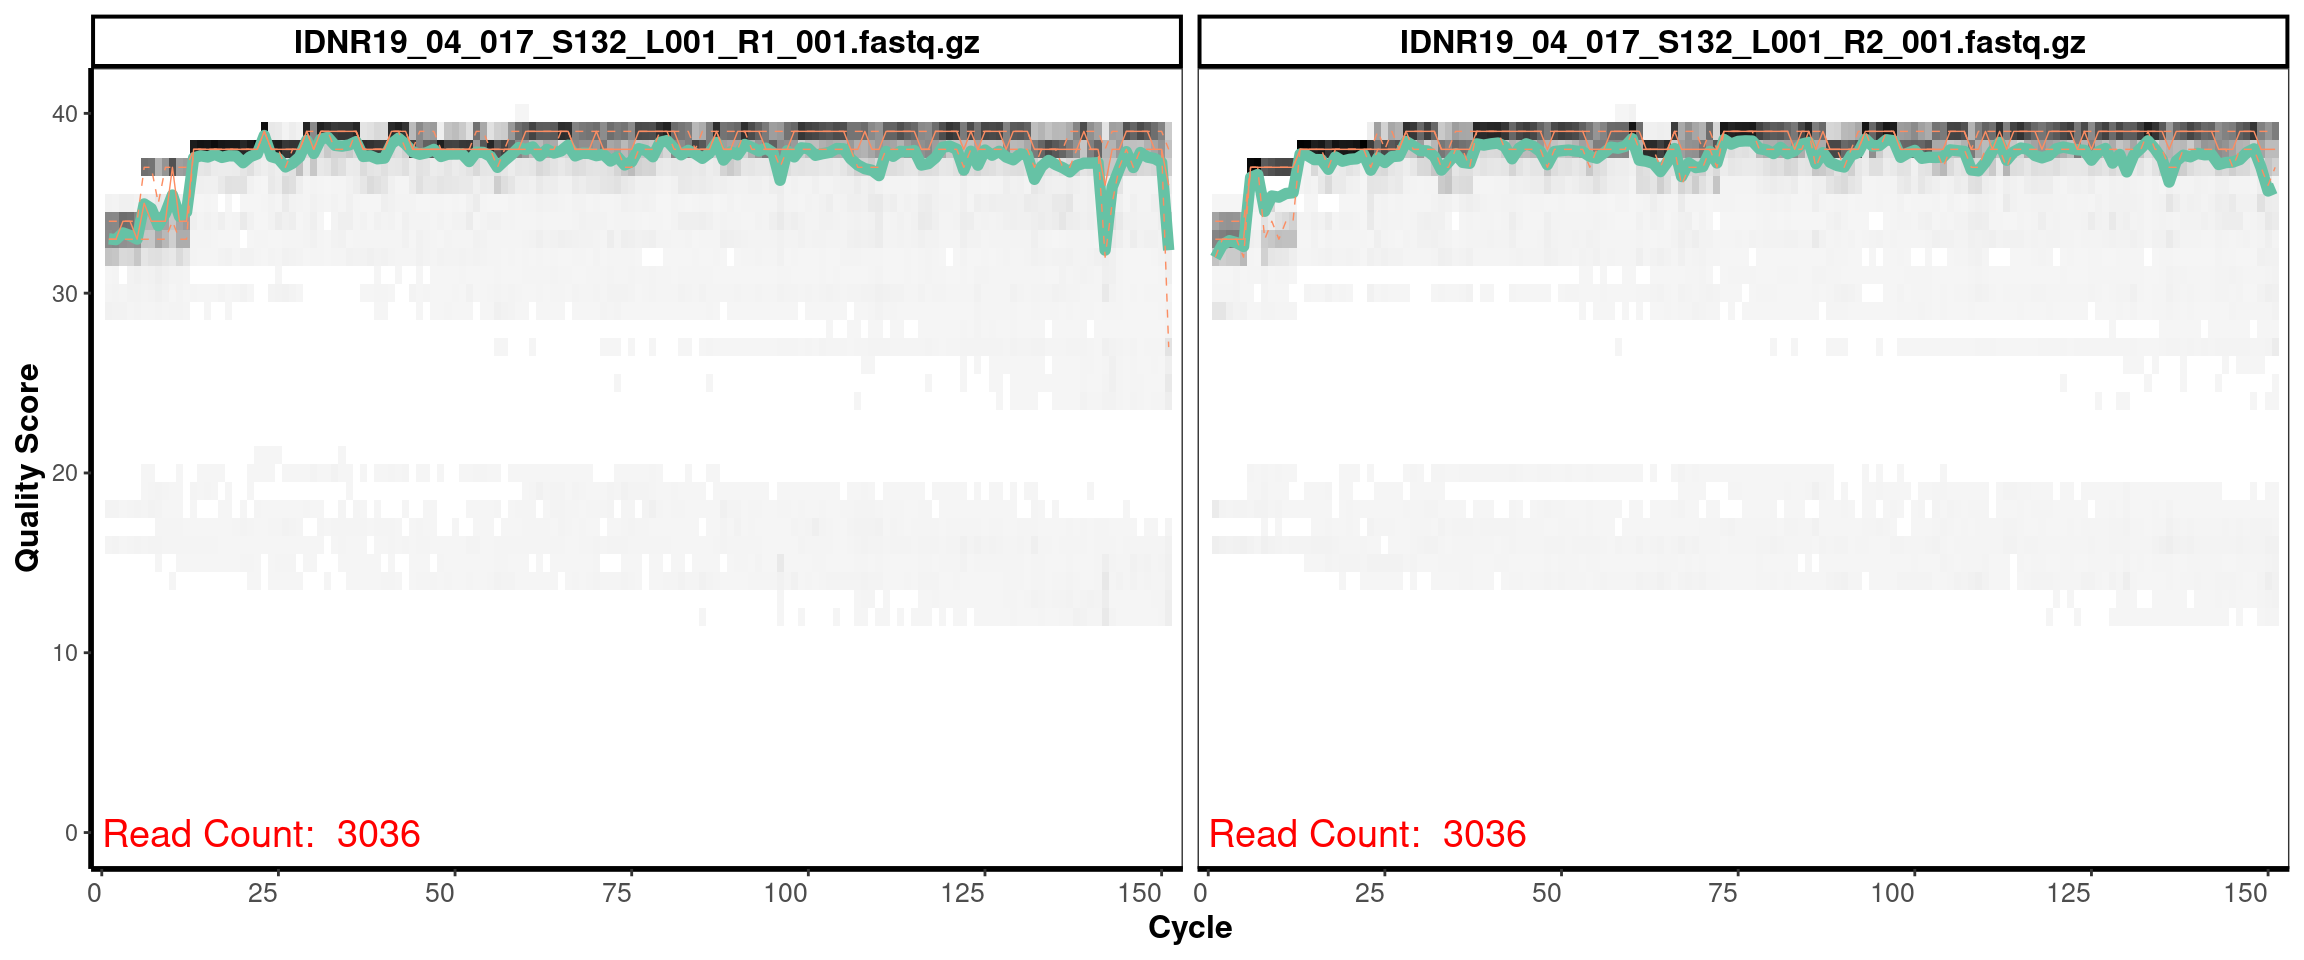 IDNR19_04_017_S132_L001_R1_001.fastq.gz
IDNR19_04_017_S132_L001_R2_001.fastq.gz
Quality Score
40
30
20
10
0
Read Count:  3036
Read Count:  3036
0 25 50 75 100 125 150
0 25 50 75 100 125 150
Cycle